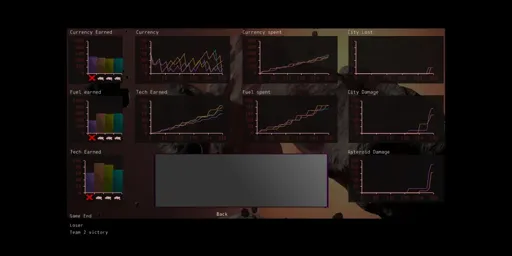 Currency Earned
Currency
Currency spent
City Lost
Fuel earned
Tech Earned
Fuel spent
City Damage
Tech Earned
Asteroid Damage
Back
Game End
Loser
Team 2 victory